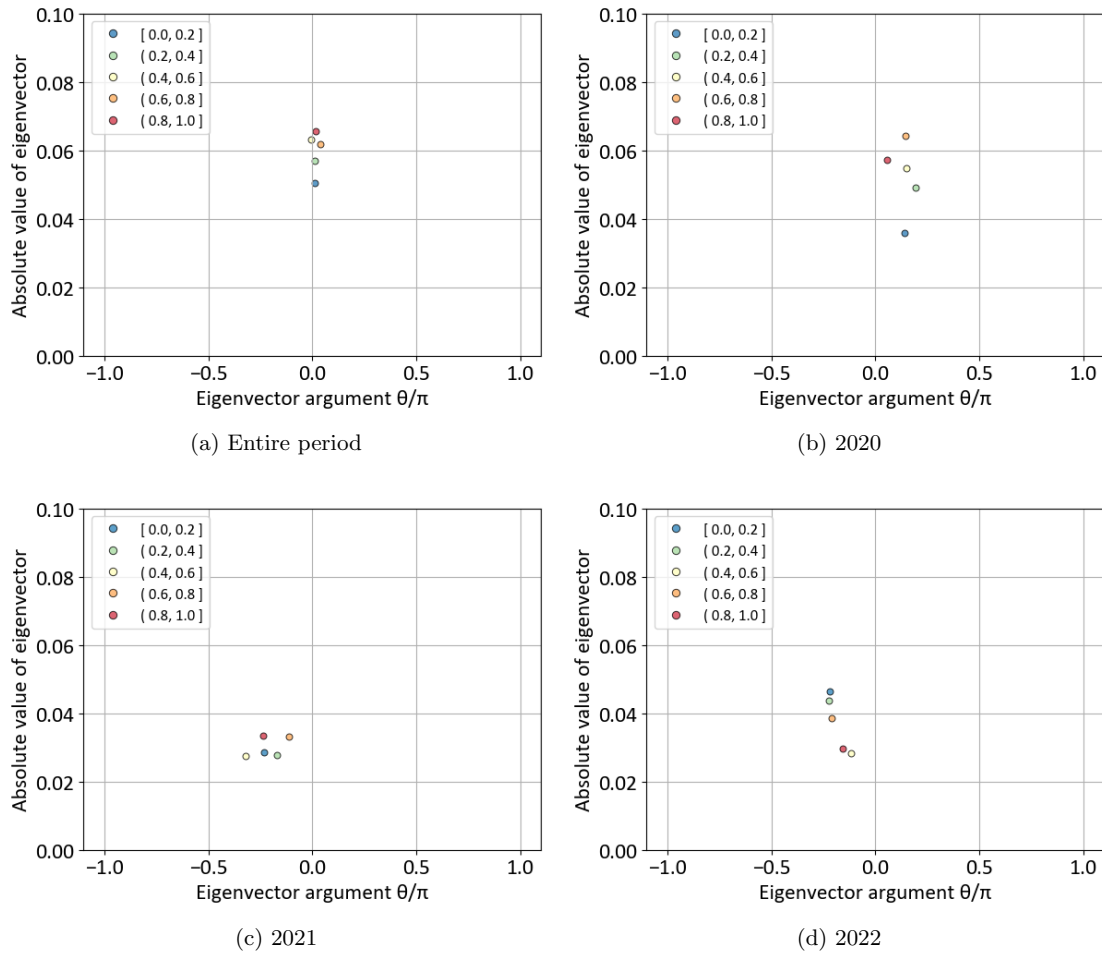 0.10
0.08
0.06
0.04
0.02
0.00
Absolute value of eigenvector
[ 0.0, 0.2 ]
( 0.2, 0.4 ]
( 0.4, 0.6 ]
( 0.6, 0.8 ]
( 0.8, 1.0 ]
−1.0 −0.5 0.0 0.5 1.0
Eigenvector argument θ/π
(a) Entire period
0.10
0.08
0.06
0.04
0.02
0.00
Absolute value of eigenvector
[ 0.0, 0.2 ]
( 0.2, 0.4 ]
( 0.4, 0.6 ]
( 0.6, 0.8 ]
( 0.8, 1.0 ]
−1.0 −0.5 0.0 0.5 1.0
Eigenvector argument θ/π
(b) 2020
0.10
0.08
0.06
0.04
0.02
0.00
Absolute value of eigenvector
[ 0.0, 0.2 ]
( 0.2, 0.4 ]
( 0.4, 0.6 ]
( 0.6, 0.8 ]
( 0.8, 1.0 ]
−1.0 −0.5 0.0 0.5 1.0
Eigenvector argument θ/π
(c) 2021
0.10
0.08
0.06
0.04
0.02
0.00
Absolute value of eigenvector
[ 0.0, 0.2 ]
( 0.2, 0.4 ]
( 0.4, 0.6 ]
( 0.6, 0.8 ]
( 0.8, 1.0 ]
−1.0 −0.5 0.0 0.5 1.0
Eigenvector argument θ/π
(d) 2022